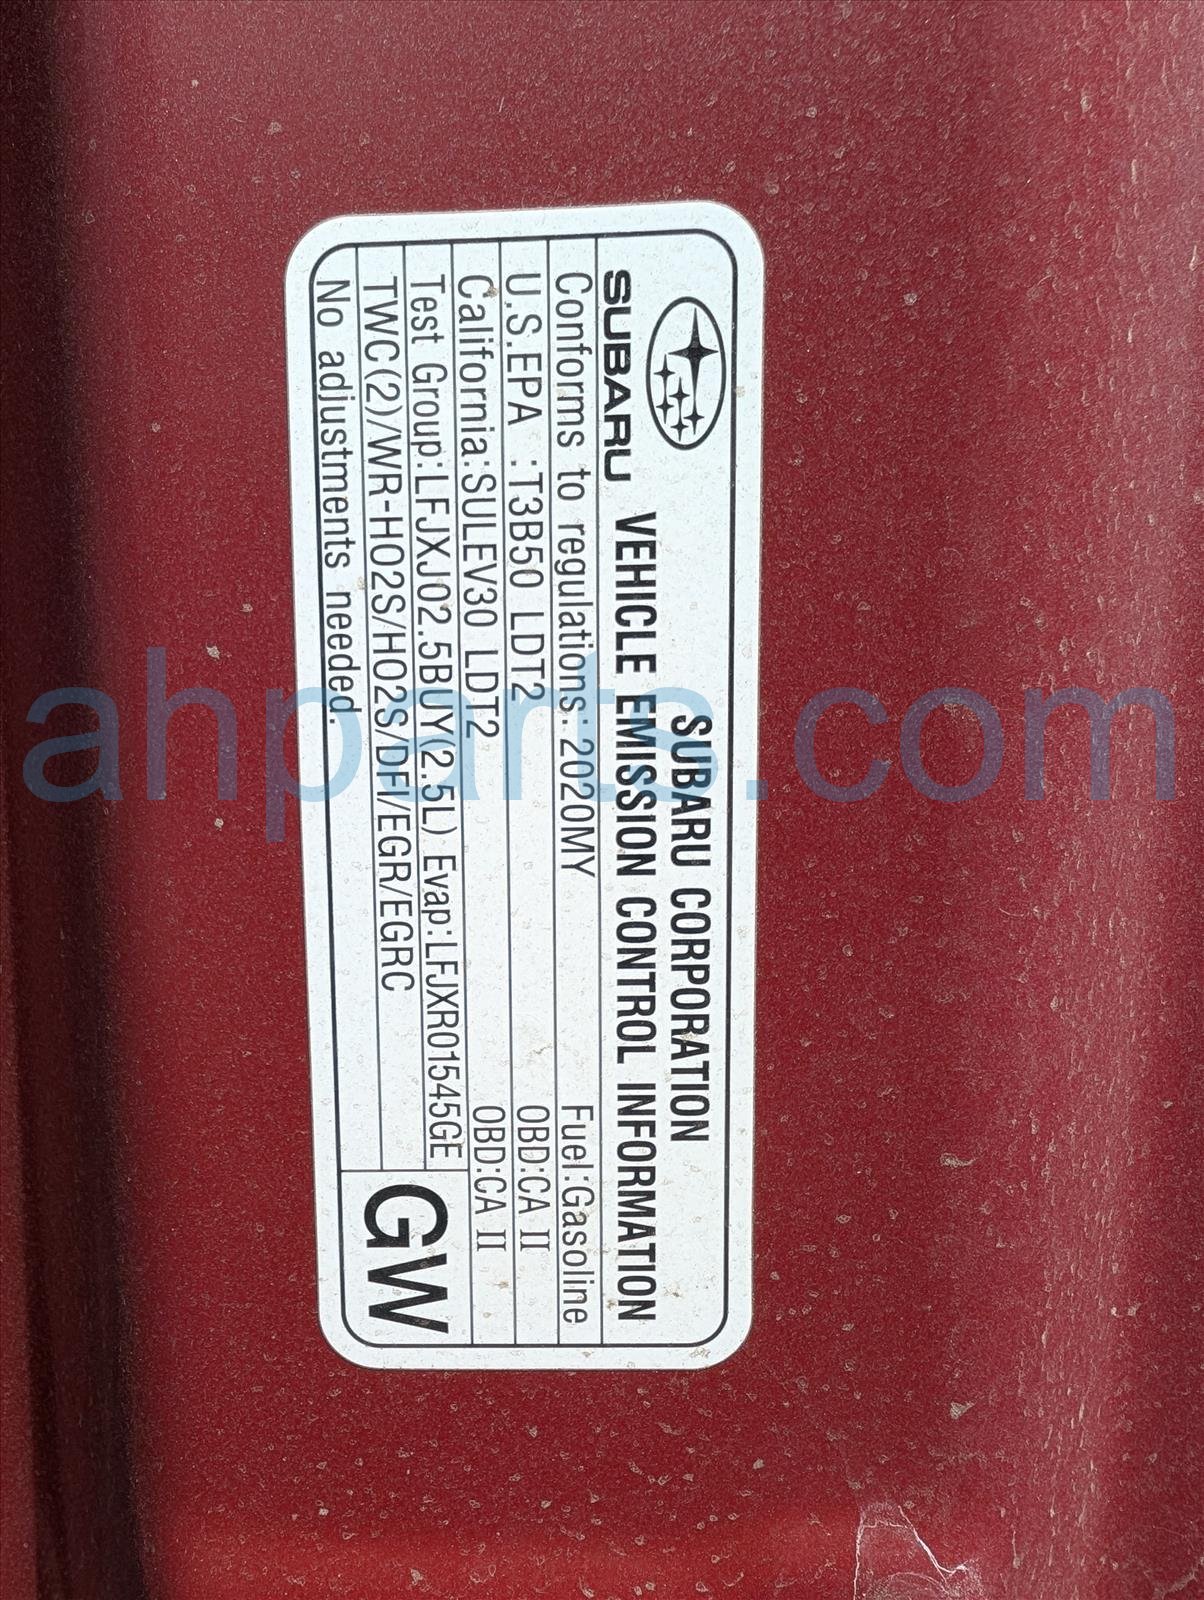 SUBARU CORPORATION
SUBARU VEHICLE EMISSION CONTROL INFORMATION
Conforms to regulations:2020MY Fuel:Gasoline
U.S.EPA :T3B50 LDT2 OBD:CA II
California:SULEV30 LDT2 OBD:CA II
Test Group:LFJXJ02.5BUY(2.5L) Evap:LFJXR01545GE
TWC(2)/WR-HO2S/HO2S/DFI/EGR/EGRC
No adjustments needed.
GW
ahparts.com